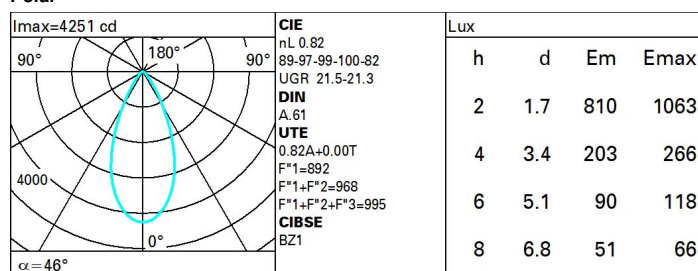 Imax=4251 cd
90° 180° 90°
4000
0°
α=46°
CIE
nL 0.82
89-97-99-100-82
UGR 21.5-21.3
DIN
A.61
UTE
0.82A+0.00T
F"1=892
F"1+F"2=968
F"1+F"2+F"3=995
CIBSE
BZ1
Lux
h d Em Emax
2 1.7 810 1063
4 3.4 203 266
6 5.1 90 118
8 6.8 51 66